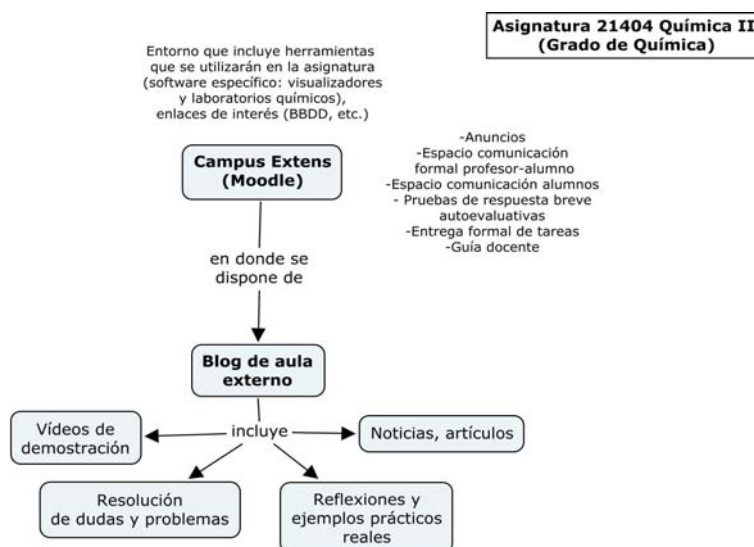 Asignatura 21404 Química II
(Grado de Química)
Entorno que incluye herramientas
que se utilizarán en la asignatura
(software específico: visualizadores
y laboratorios químicos),
enlaces de interés (BBDD, etc.)
Campus Extens
(Moodle)
-Anuncios
-Espacio comunicación
formal profesor-alumno
-Espacio comunicación alumnos
- Pruebas de respuesta breve
autoevaluativas
-Entrega formal de tareas
-Guía docente
en donde se
dispone de
Blog de aula
externo
incluye
Vídeos de
demostración
Noticias, artículos
Resolución
de dudas y problemas
Reflexiones y
ejemplos prácticos
reales